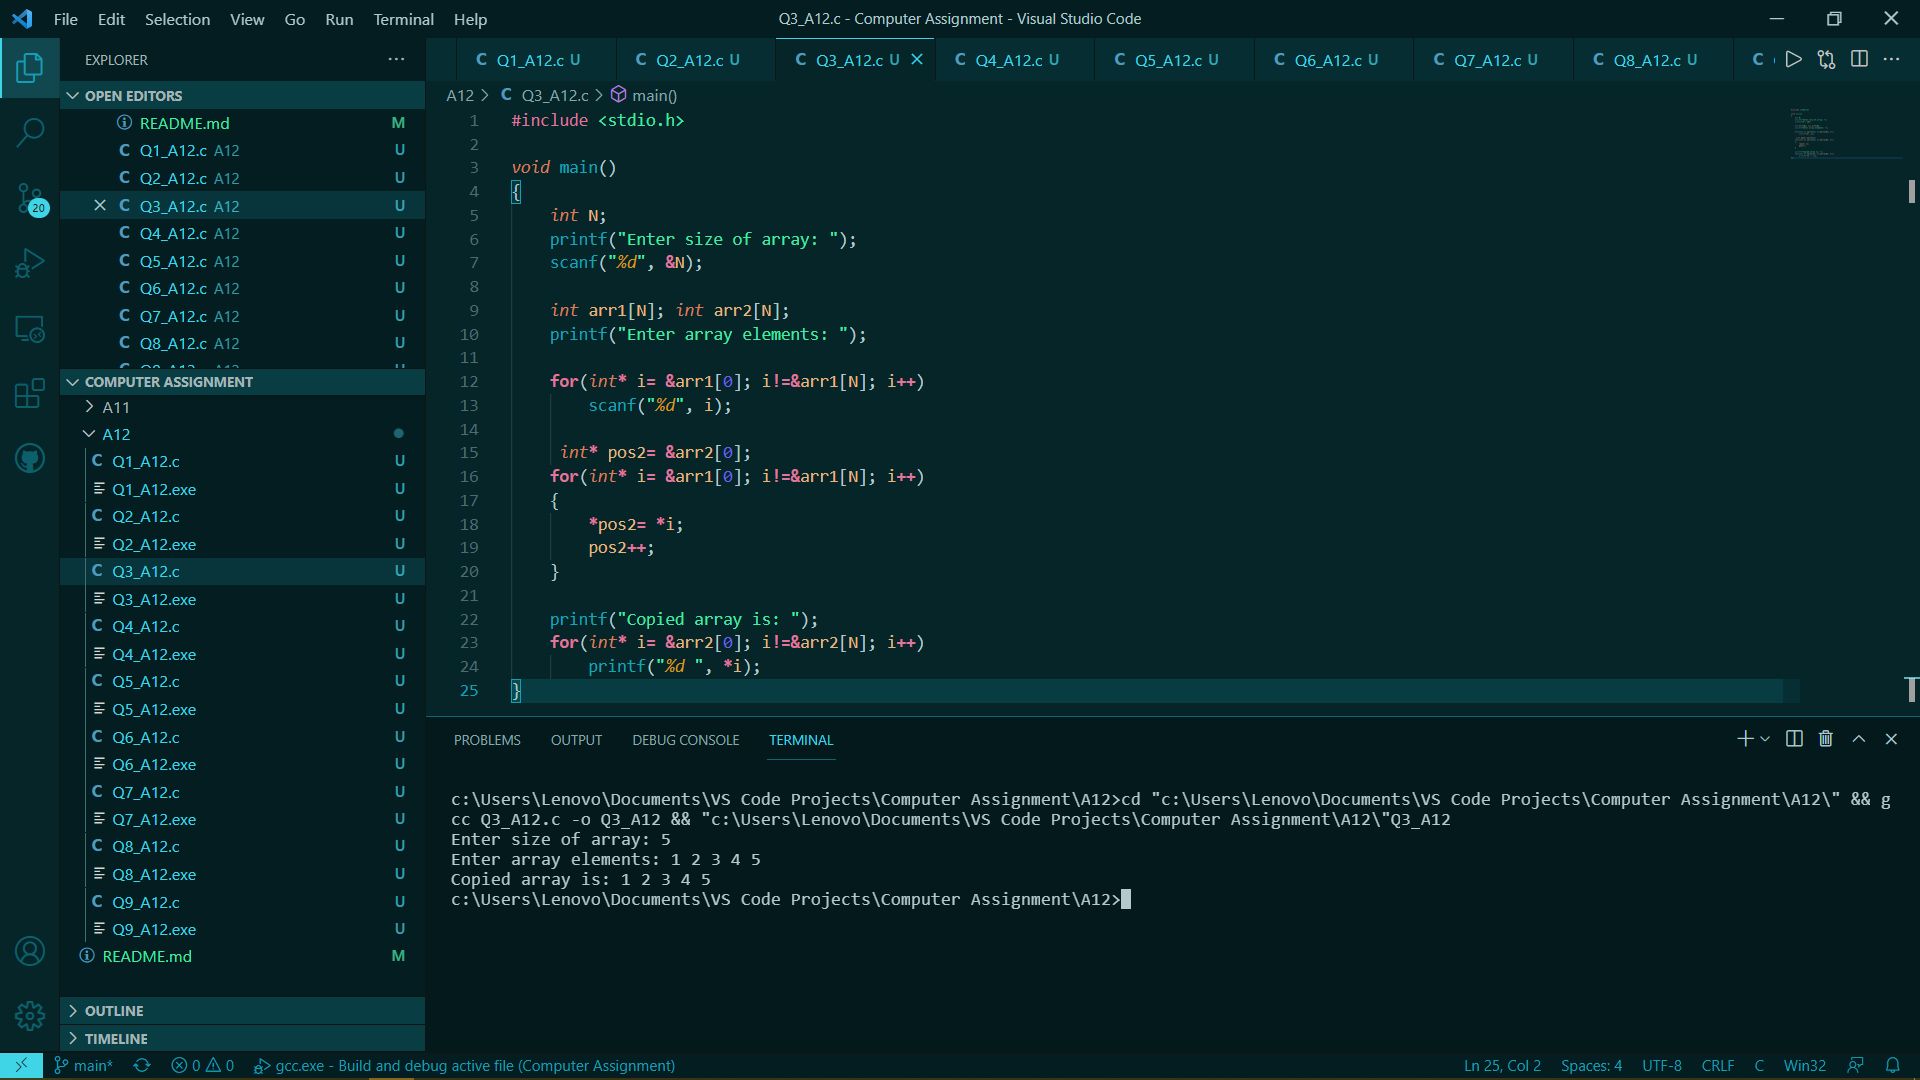 File Edit Selection View Go Run Terminal Help
Q3_A12.c - Computer Assignment - Visual Studio Code
EXPLORER
OPEN EDITORS
README.md M
Q1_A12.c A12 U
Q2_A12.c A12 U
Q3_A12.c A12 U
Q4_A12.c A12 U
Q5_A12.c A12 U
Q6_A12.c A12 U
Q7_A12.c A12 U
Q8_A12.c A12 U
COMPUTER ASSIGNMENT
A11
A12
C Q1_A12.c U
Q1_A12.exe U
C Q2_A12.c U
Q2_A12.exe U
C Q3_A12.c U
Q3_A12.exe U
C Q4_A12.c U
Q4_A12.exe U
C Q5_A12.c U
Q5_A12.exe U
C Q6_A12.c U
Q6_A12.exe U
C Q7_A12.c U
Q7_A12.exe U
C Q8_A12.c U
Q8_A12.exe U
C Q9_A12.c U
Q9_A12.exe U
README.md M
OUTLINE
TIMELINE
20
C Q1_A12.c U C Q2_A12.c U C Q3_A12.c U C Q4_A12.c U C Q5_A12.c U C Q6_A12.c U C Q7_A12.c U C Q8_A12.c U C
A12 > C Q3_A12.c > main()
1 #include <stdio.h>
2
3 void main()
4 {
5 int N;
6 printf("Enter size of array: ");
7 scanf("%d", &N);
8
9 int arr1[N]; int arr2[N];
10 printf("Enter array elements: ");
11
12 for(int* i= &arr1[0]; i!=&arr1[N]; i++)
13 scanf("%d", i);
14
15 int* pos2= &arr2[0];
16 for(int* i= &arr1[0]; i!=&arr1[N]; i++)
17 {
18 *pos2= *i;
19 pos2++;
20 }
21
22 printf("Copied array is: ");
23 for(int* i= &arr2[0]; i!=&arr2[N]; i++)
24 printf("%d ", *i);
25 }
PROBLEMS OUTPUT DEBUG CONSOLE TERMINAL
c:\Users\Lenovo\Documents\VS Code Projects\Computer Assignment\A12>cd "c:\Users\Lenovo\Documents\VS Code Projects\Computer Assignment\A12\" && g
cc Q3_A12.c -o Q3_A12 && "c:\Users\Lenovo\Documents\VS Code Projects\Computer Assignment\A12\"Q3_A12
Enter size of array: 5
Enter array elements: 1 2 3 4 5
Copied array is: 1 2 3 4 5
c:\Users\Lenovo\Documents\VS Code Projects\Computer Assignment\A12>
main* 0 0 gcc.exe - Build and debug active file (Computer Assignment) Ln 25, Col 2 Spaces: 4 UTF-8 CRLF C Win32